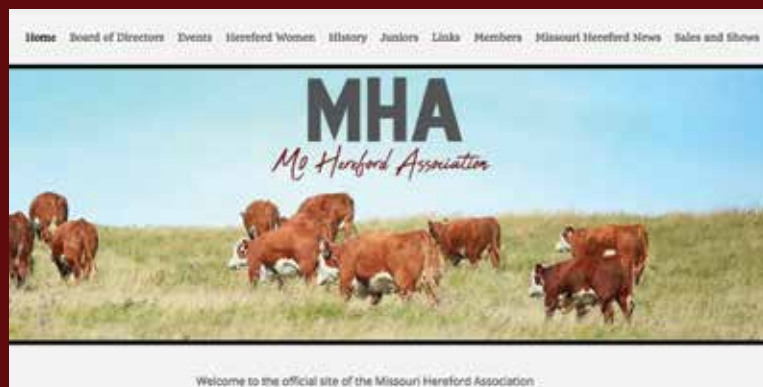 Home Board of Directors Events Hereford Women History Juniors Links Members Missouri Hereford News Sales and Shows
MHA
Mo Hereford Association
Welcome to the official site of the Missouri Hereford Association